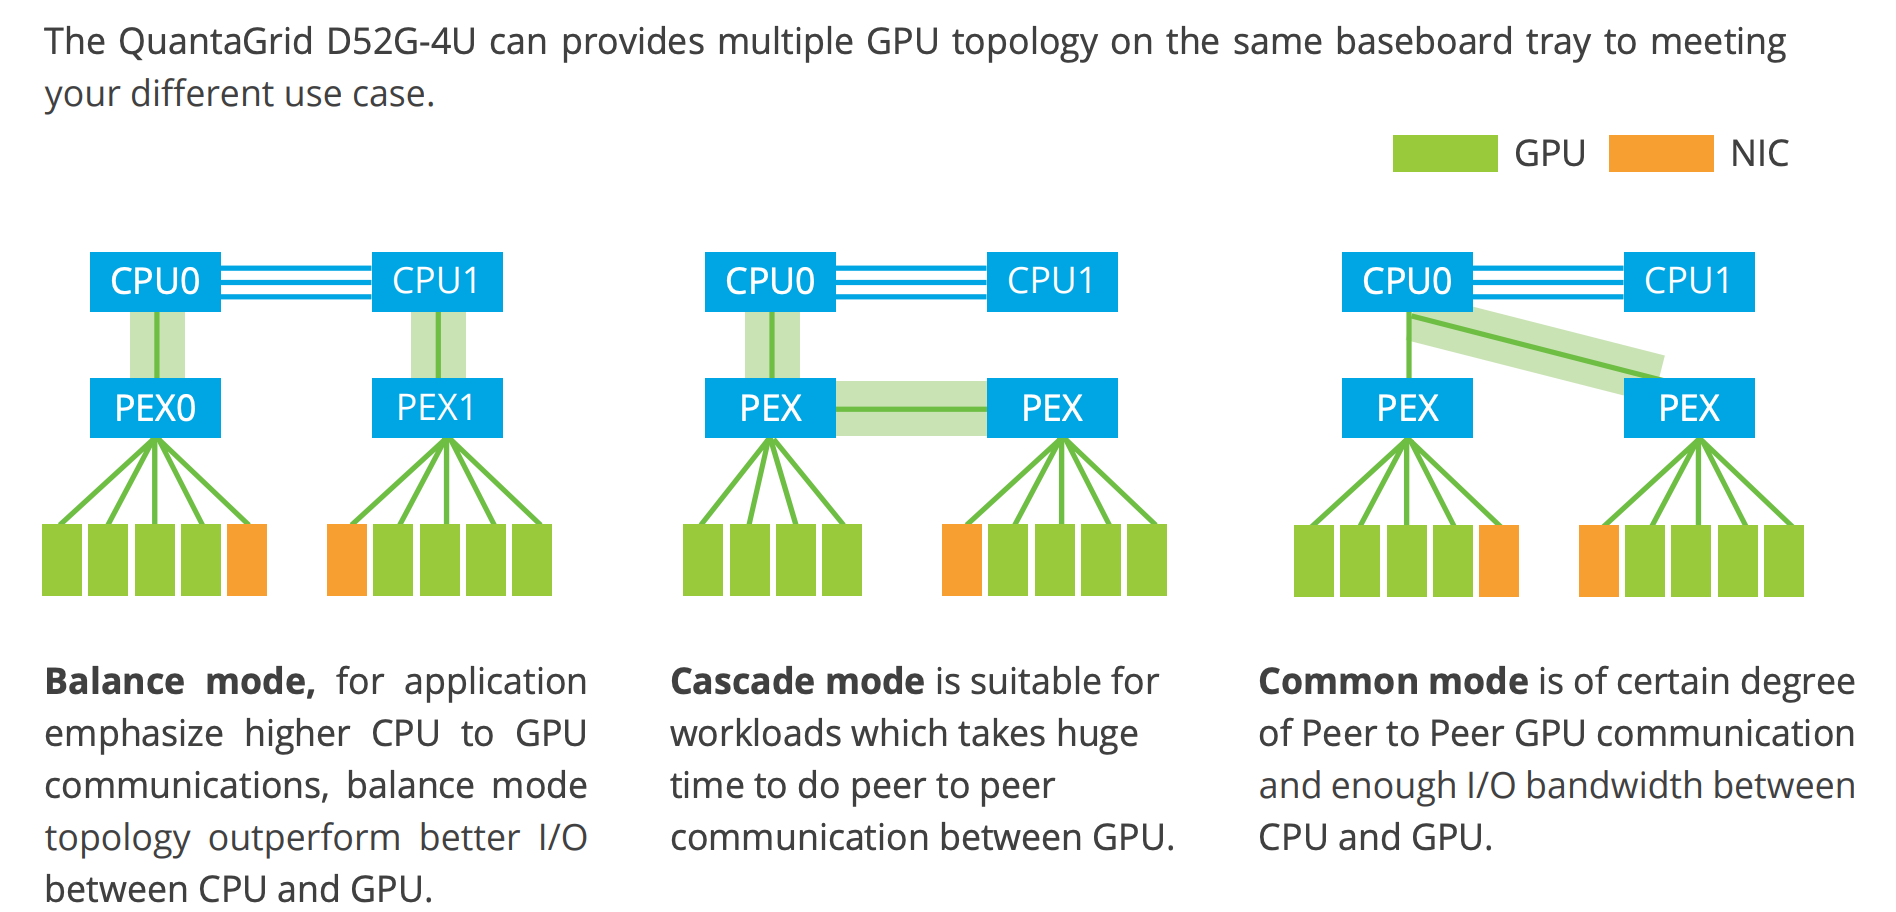 The QuantaGrid D52G-4U can provides multiple GPU topology on the same baseboard tray to meeting
your different use case.
GPU NIC
CPU0 CPU1
PEX0 PEX1
CPU0 CPU1
PEX PEX
CPU0 CPU1
PEX PEX
Balance mode, for application
emphasize higher CPU to GPU
communications, balance mode
topology outperform better I/O
between CPU and GPU.
Cascade mode is suitable for
workloads which takes huge
time to do peer to peer
communication between GPU.
Common mode is of certain degree
of Peer to Peer GPU communication
and enough I/O bandwidth between
CPU and GPU.